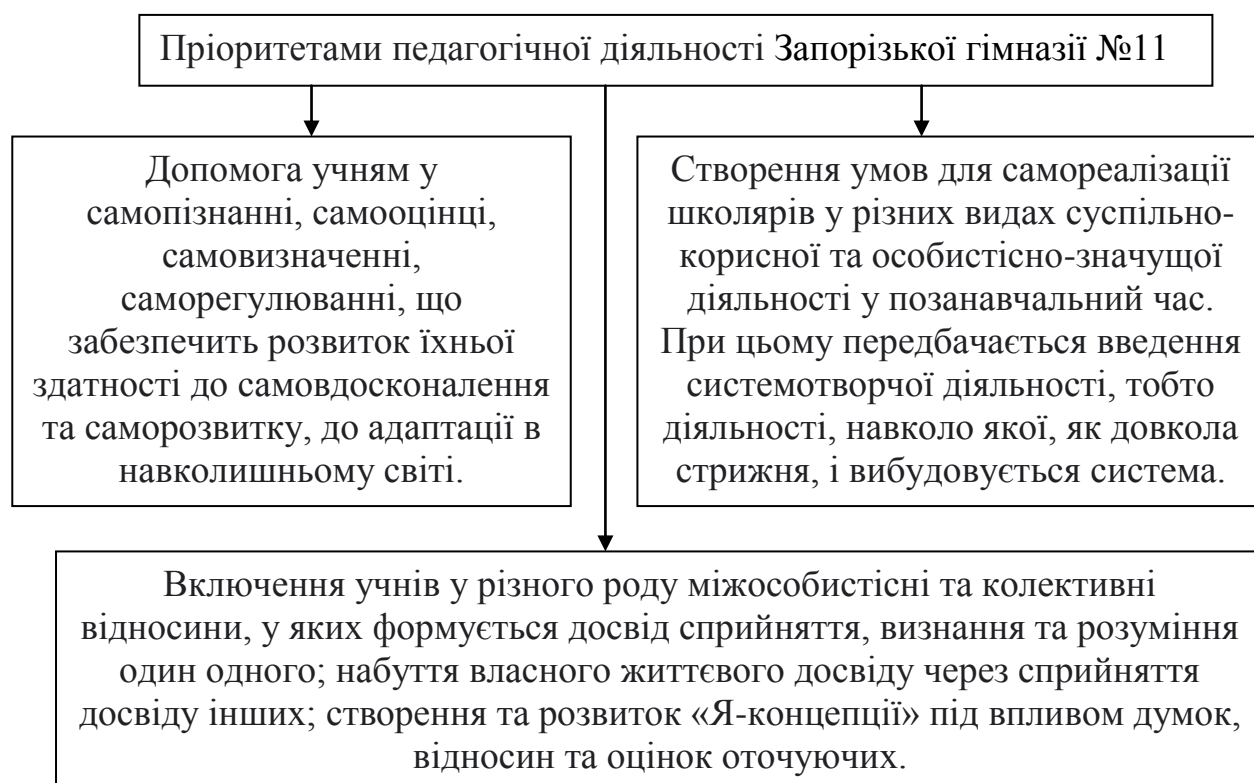 Пріоритетами педагогічної діяльності Запорізької гімназії №11
Допомога учням у
самопізнанні, самооцінці,
самовизначенні,
саморегулюванні, що
забезпечить розвиток їхньої
здатності до самовдосконалення
та саморозвитку, до адаптації в
навколишньому світі.
Створення умов для самореалізації
школярів у різних видах суспільно-
корисної та особистісно-значущої
діяльності у позанавчальний час.
При цьому передбачається введення
системотворчої діяльності, тобто
діяльності, навколо якої, як довкола
стрижня, і вибудовується система.
Включення учнів у різного роду міжособистісні та колективні
відносини, у яких формується досвід сприйняття, визнання та розуміння
один одного; набуття власного життєвого досвіду через сприйняття
досвіду інших; створення та розвиток «Я-концепції» під впливом думок,
відносин та оцінок оточуючих.